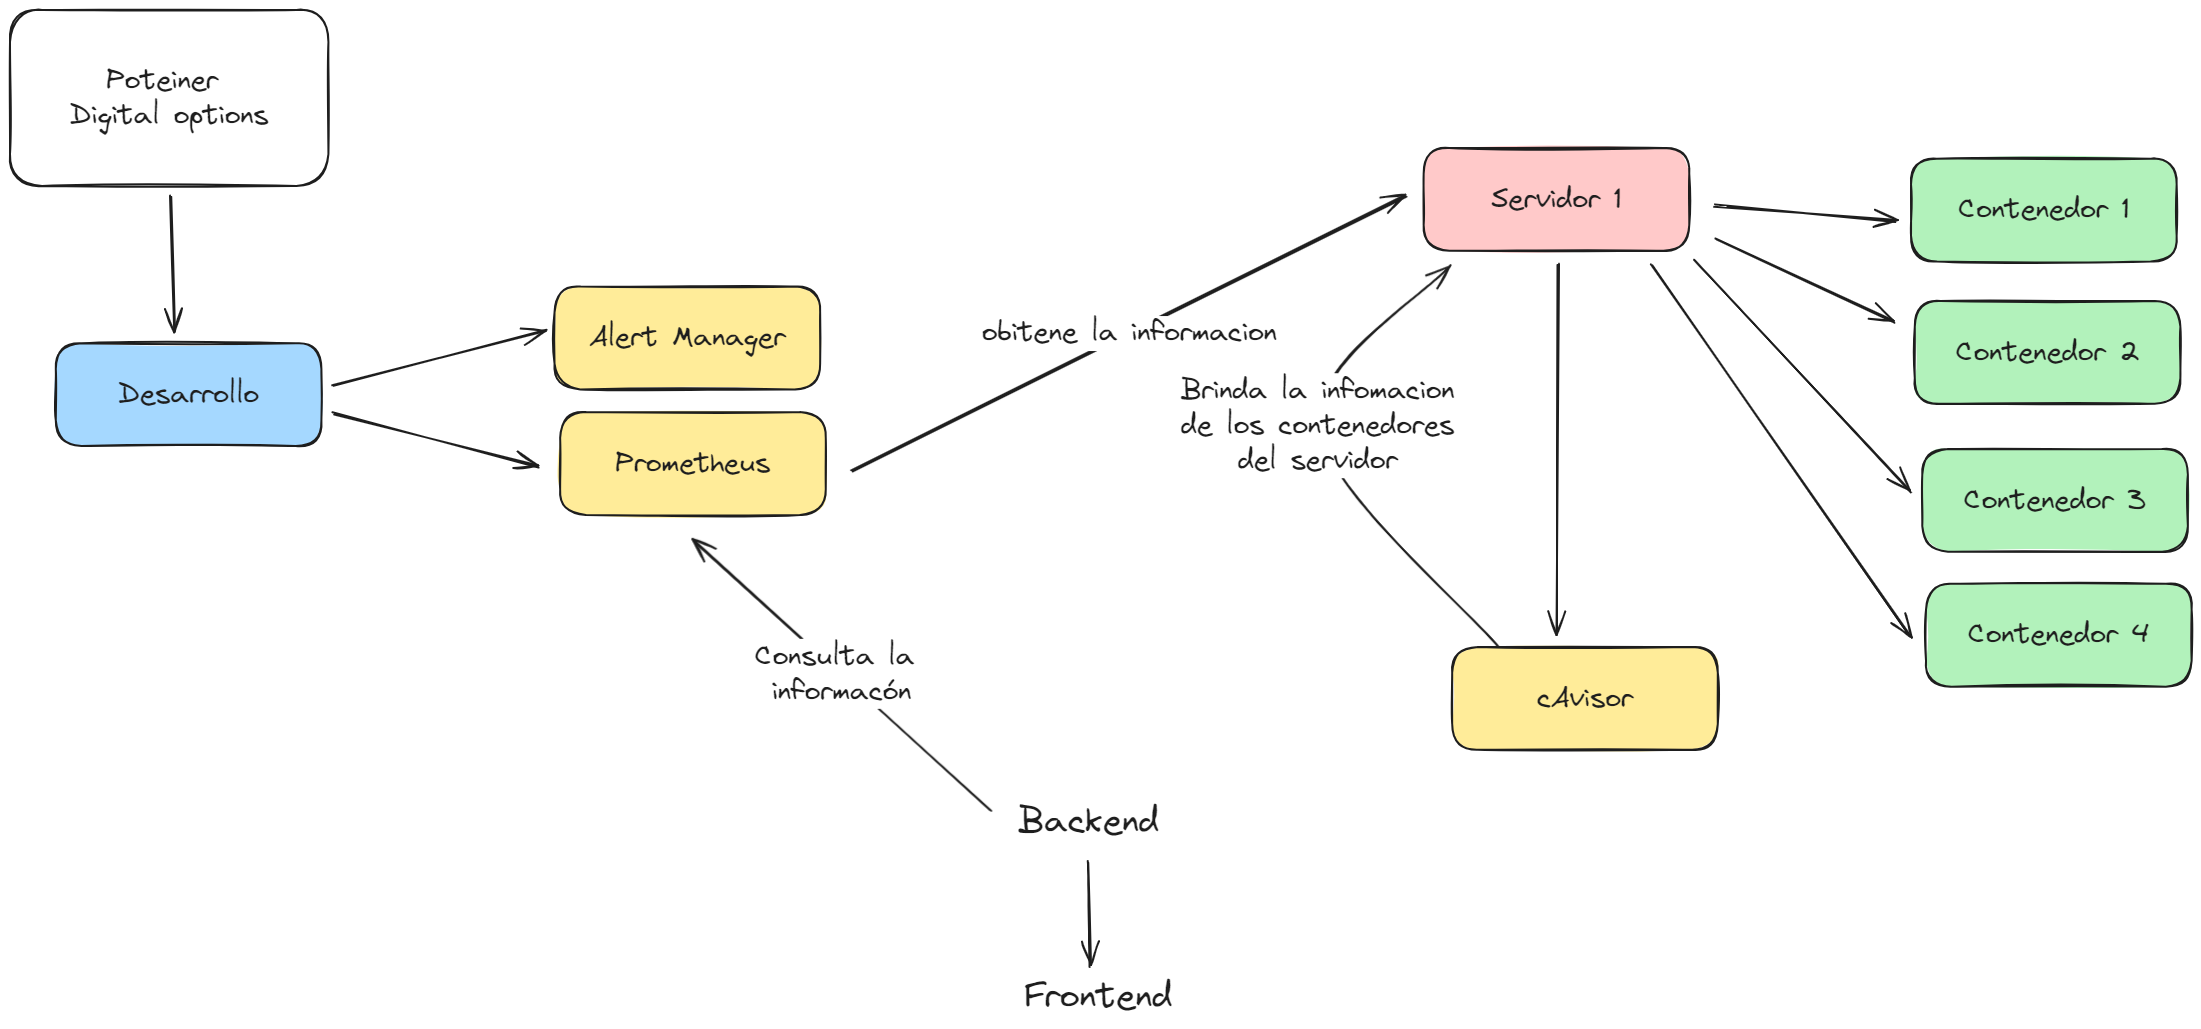 Poteiner
Digital options
Desarrollo
Alert Manager
Prometheus
obitene la informacion
Servidor 1
Contenedor 1
Contenedor 2
Contenedor 3
Contenedor 4
Brinda la infomacion
de los contenedores
del servidor
cAvisor
Consulta la
informacón
Backend
Frontend